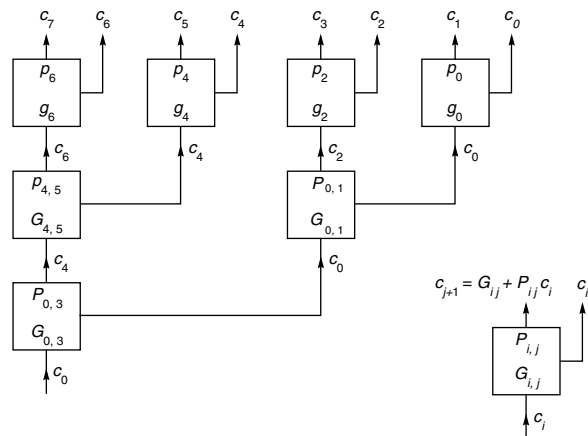 c₇ c₆ c₅ c₄ c₃ c₂ c₁ c₀
p₆ p₄ p₂ p₀
g₆ g₄ g₂ g₀
c₆ c₄ c₂ c₀
p₄, ₅ P₀, ₁
G₄, ₅ G₀, ₁
c₄ c₀
P₀, ₃
G₀, ₃
c₀
cⱼ₊₁ = Gᵢⱼ + Pᵢⱼ cᵢ cᵢ
Pᵢ, ⱼ
Gᵢ, ⱼ
cᵢ